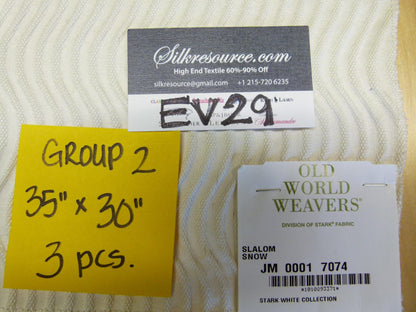 Silkresource.com
High End Textile 60%-90% Off
silkresource@gmail.com +1 215-720 6235
EV29
GROUP 2
35" x 30"
3 pcs.
OLD
WORLD
WEAVERS®
DIVISION OF STARK® FABRIC
SLALOM
SNOW
JM 0001 7074
STARK WHITE COLLECTION